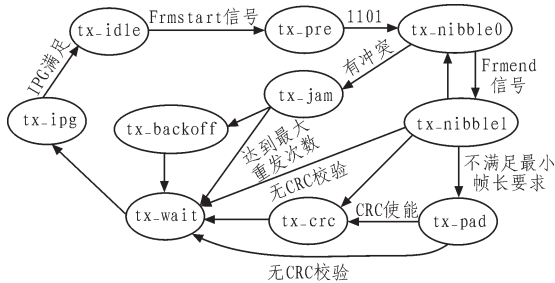 Frmstart信号
tx_idle
tx_pre
1101
tx_nibble0
IPG满足
有冲突
Frmend
信号
tx_jam
tx_ipg
tx_backoff
达到最大
重发次数
tx_nibble1
不满足最小
帧长要求
无CRC校验
tx_wait
tx_crc
CRC使能
tx_pad
无CRC校验